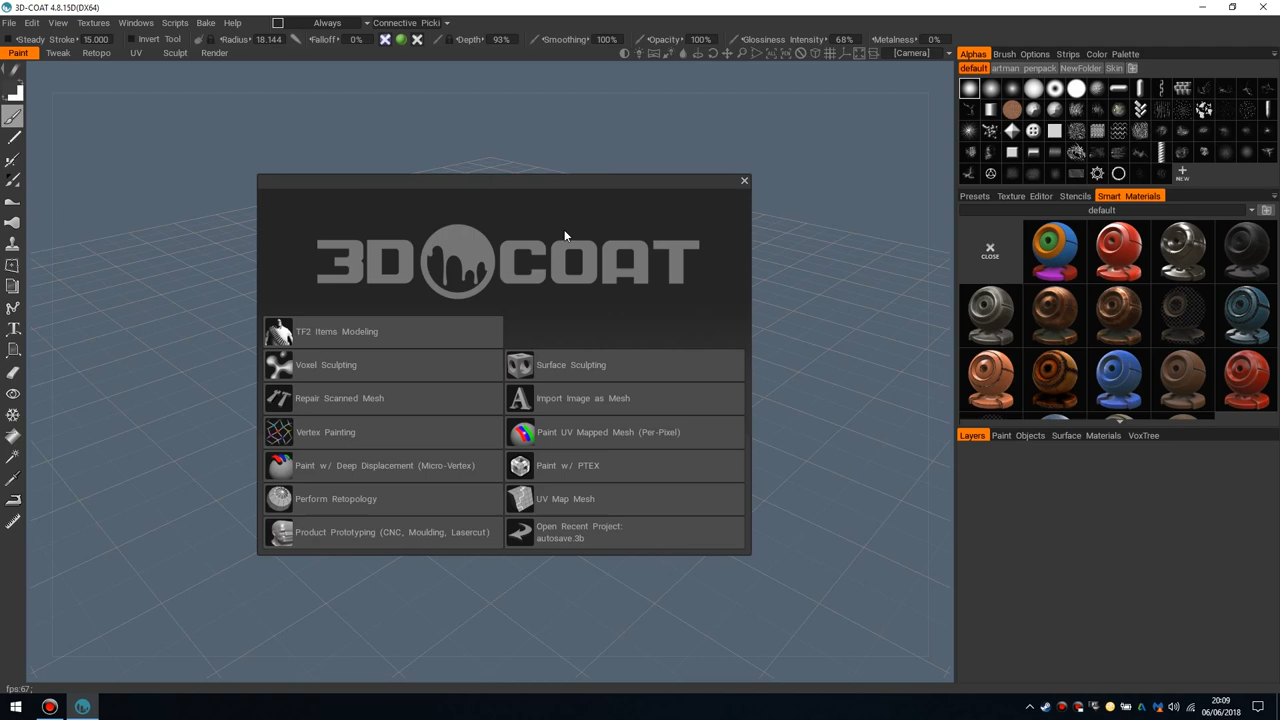 3D-COAT 4.8.15D(DX64)
File Edit View Textures Windows Scripts Bake Help Always Connective Picki
Steady Stroke 15.000 Invert Tool Radius 18.144 Falloff 0% Depth 93% Smoothing 100% Opacity 100% Glossiness Intensity 68% Metalness 0%
Paint Tweak Retopo UV Sculpt Render [Camera]
Alphas Brush Options Strips Color Palette
default artman penpack NewFolder Skin
NEW
Presets Texture Editor Stencils Smart Materials
default
CLOSE
3D COAT
TF2 Items Modeling
Voxel Sculpting Surface Sculpting
Repair Scanned Mesh Import Image as Mesh
Vertex Painting Paint UV Mapped Mesh (Per-Pixel)
Paint w/ Deep Displacement (Micro-Vertex) Paint w/ PTEX
Perform Retopology UV Map Mesh
Product Prototyping (CNC, Moulding, Lasercut) Open Recent Project:
autosave.3b
Layers Paint Objects Surface Materials VoxTree
fps:67;
20:09
06/06/2018